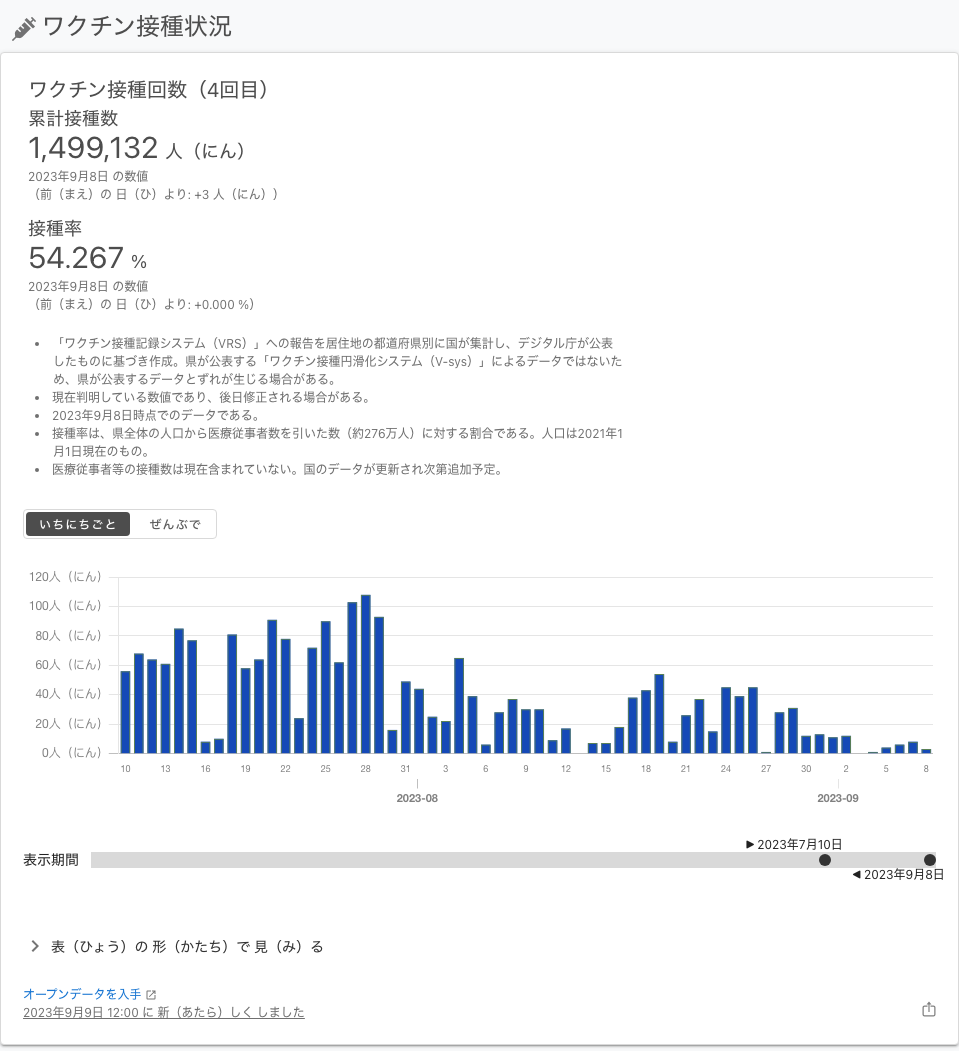 ワクチン接種状況
ワクチン接種回数（4回目）
累計接種数
1,499,132 人（にん）
2023年9月8日 の数値
（前（まえ）の 日（ひ）より: +3 人（にん））
接種率
54.267 %
2023年9月8日 の数値
（前（まえ）の 日（ひ）より: +0.000 %）
• 「ワクチン接種記録システム（VRS）」への報告を居住地の都道府県別に国が集計し、デジタル庁が公表
したものに基づき作成。県が公表する「ワクチン接種円滑化システム（V-sys）」によるデータではないた
め、県が公表するデータとずれが生じる場合がある。
• 現在判明している数値であり、後日修正される場合がある。
• 2023年9月8日時点でのデータである。
• 接種率は、県全体の人口から医療従事者数を引いた数（約276万人）に対する割合である。人口は2021年1
月1日現在のもの。
• 医療従事者等の接種数は現在含まれていない。国のデータが更新され次第追加予定。
いちにちごと ぜんぶで
120人（にん）
100人（にん）
80人（にん）
60人（にん）
40人（にん）
20人（にん）
0人（にん）
10 13 16 19 22 25 28 31 3 6 9 12 15 18 21 24 27 30 2 5 8
2023-08 2023-09
▶ 2023年7月10日
表示期間
◀ 2023年9月8日
表（ひょう）の 形（かたち）で 見（み）る
オープンデータを入手
2023年9月9日 12:00 に 新（あたら）しく しました